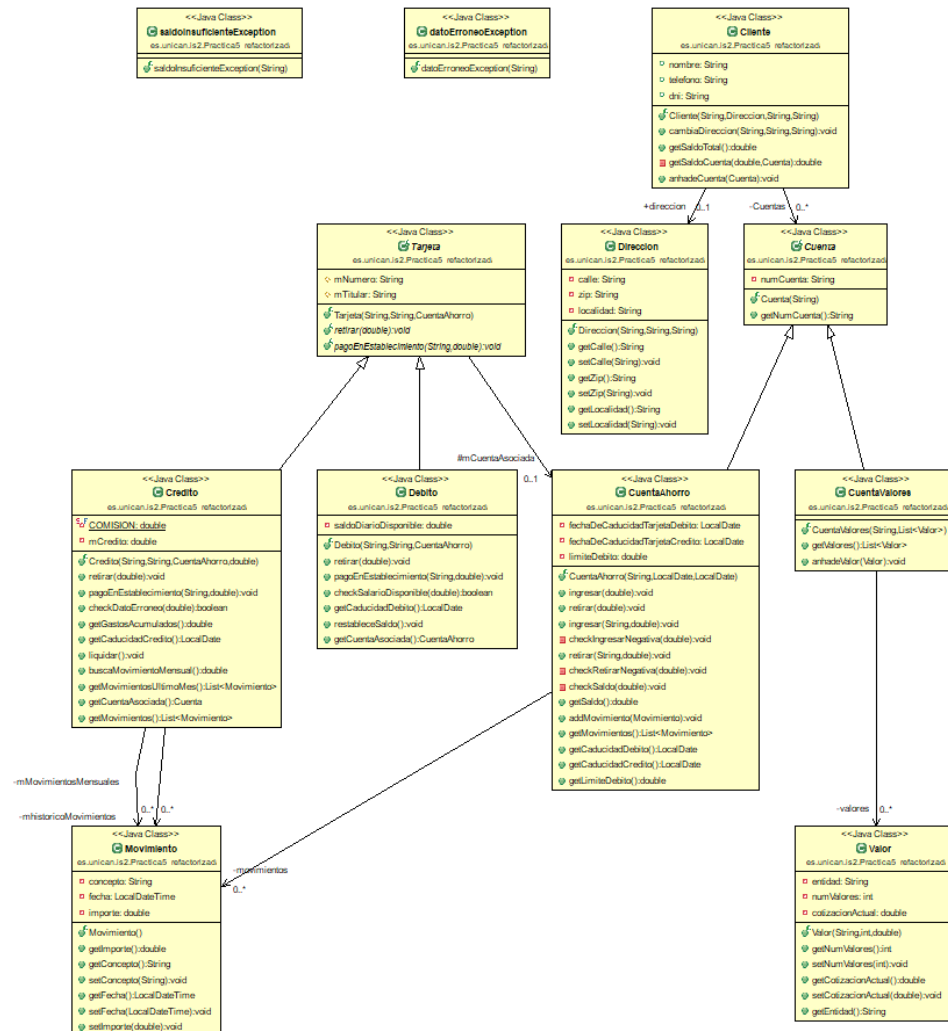 <<Java Class>>
saldoInsuficienteException
es.unican.is2.Practica5_refactorizada
saldoInsuficienteException(String)
<<Java Class>>
datoErroneoException
es.unican.is2.Practica5_refactorizada
datoErroneoException(String)
<<Java Class>>
Cliente
es.unican.is2.Practica5_refactorizada
nombre: String
telefono: String
dni: String
Cliente(String,Direccion,String,String)
cambiaDireccion(String,String,String):void
getSaldoTotal():double
getSaldoCuenta(double,Cuenta):double
anhadeCuenta(Cuenta):void
+direccion 0..1
-Cuentas 0..*
<<Java Class>>
Tarjeta
es.unican.is2.Practica5_refactorizada
mNumero: String
mTitular: String
Tarjeta(String,String,CuentaAhorro)
retirar(double):void
pagoEnEstablecimiento(String,double):void
<<Java Class>>
Direccion
es.unican.is2.Practica5_refactorizada
calle: String
zip: String
localidad: String
Direccion(String,String,String)
getCalle():String
setCalle(String):void
getZip():String
setZip(String):void
getLocalidad():String
setLocalidad(String):void
<<Java Class>>
Cuenta
es.unican.is2.Practica5_refactorizada
numCuenta: String
Cuenta(String)
getNumCuenta():String
#mCuentaAsociada
0..1
<<Java Class>>
Credito
es.unican.is2.Practica5_refactorizada
COMISION: double
mCredito: double
Credito(String,String,CuentaAhorro,double)
retirar(double):void
pagoEnEstablecimiento(String,double):void
checkDatoErroneo(double):boolean
getGastosAcumulados():double
getCaducidadCredito():LocalDate
liquidar():void
buscaMovimientoMensual():double
getMovimientosUltimoMes():List<Movimiento>
getCuentaAsociada():Cuenta
getMovimientos():List<Movimiento>
<<Java Class>>
Debito
es.unican.is2.Practica5_refactorizada
saldoDiarioDisponible: double
Debito(String,String,CuentaAhorro)
retirar(double):void
pagoEnEstablecimiento(String,double):void
checkSalarioDisponible(double):boolean
getCaducidadDebito():LocalDate
restableceSaldo():void
getCuentaAsociada():CuentaAhorro
<<Java Class>>
CuentaAhorro
es.unican.is2.Practica5_refactorizada
fechaDeCaducidadTarjetaDebito: LocalDate
fechaDeCaducidadTarjetaCredito: LocalDate
limiteDebito: double
CuentaAhorro(String,LocalDate,LocalDate)
ingresar(double):void
retirar(double):void
ingresar(String,double):void
checkIngresarNegativa(double):void
retirar(String,double):void
checkRetirarNegativa(double):void
checkSaldo(double):void
getSaldo():double
addMovimiento(Movimiento):void
getMovimientos():List<Movimiento>
getCaducidadDebito():LocalDate
getCaducidadCredito():LocalDate
getLimiteDebito():double
<<Java Class>>
CuentaValores
es.unican.is2.Practica5_refactorizada
CuentaValores(String,List<Valor>)
getValores():List<Valor>
anhadeValor(Valor):void
-mMovimientosMensuales
-mhistoricoMovimientos
0..* 0..*
-movimientos
0..*
-valores 0..*
<<Java Class>>
Movimiento
es.unican.is2.Practica5_refactorizada
concepto: String
fecha: LocalDateTime
importe: double
Movimiento()
getImporte():double
getConcepto():String
setConcepto(String):void
getFecha():LocalDateTime
setFecha(LocalDateTime):void
setImporte(double):void
<<Java Class>>
Valor
es.unican.is2.Practica5_refactorizada
entidad: String
numValores: int
cotizacionActual: double
Valor(String,int,double)
getNumValores():int
setNumValores(int):void
getCotizacionActual():double
setCotizacionActual(double):void
getEntidad():String